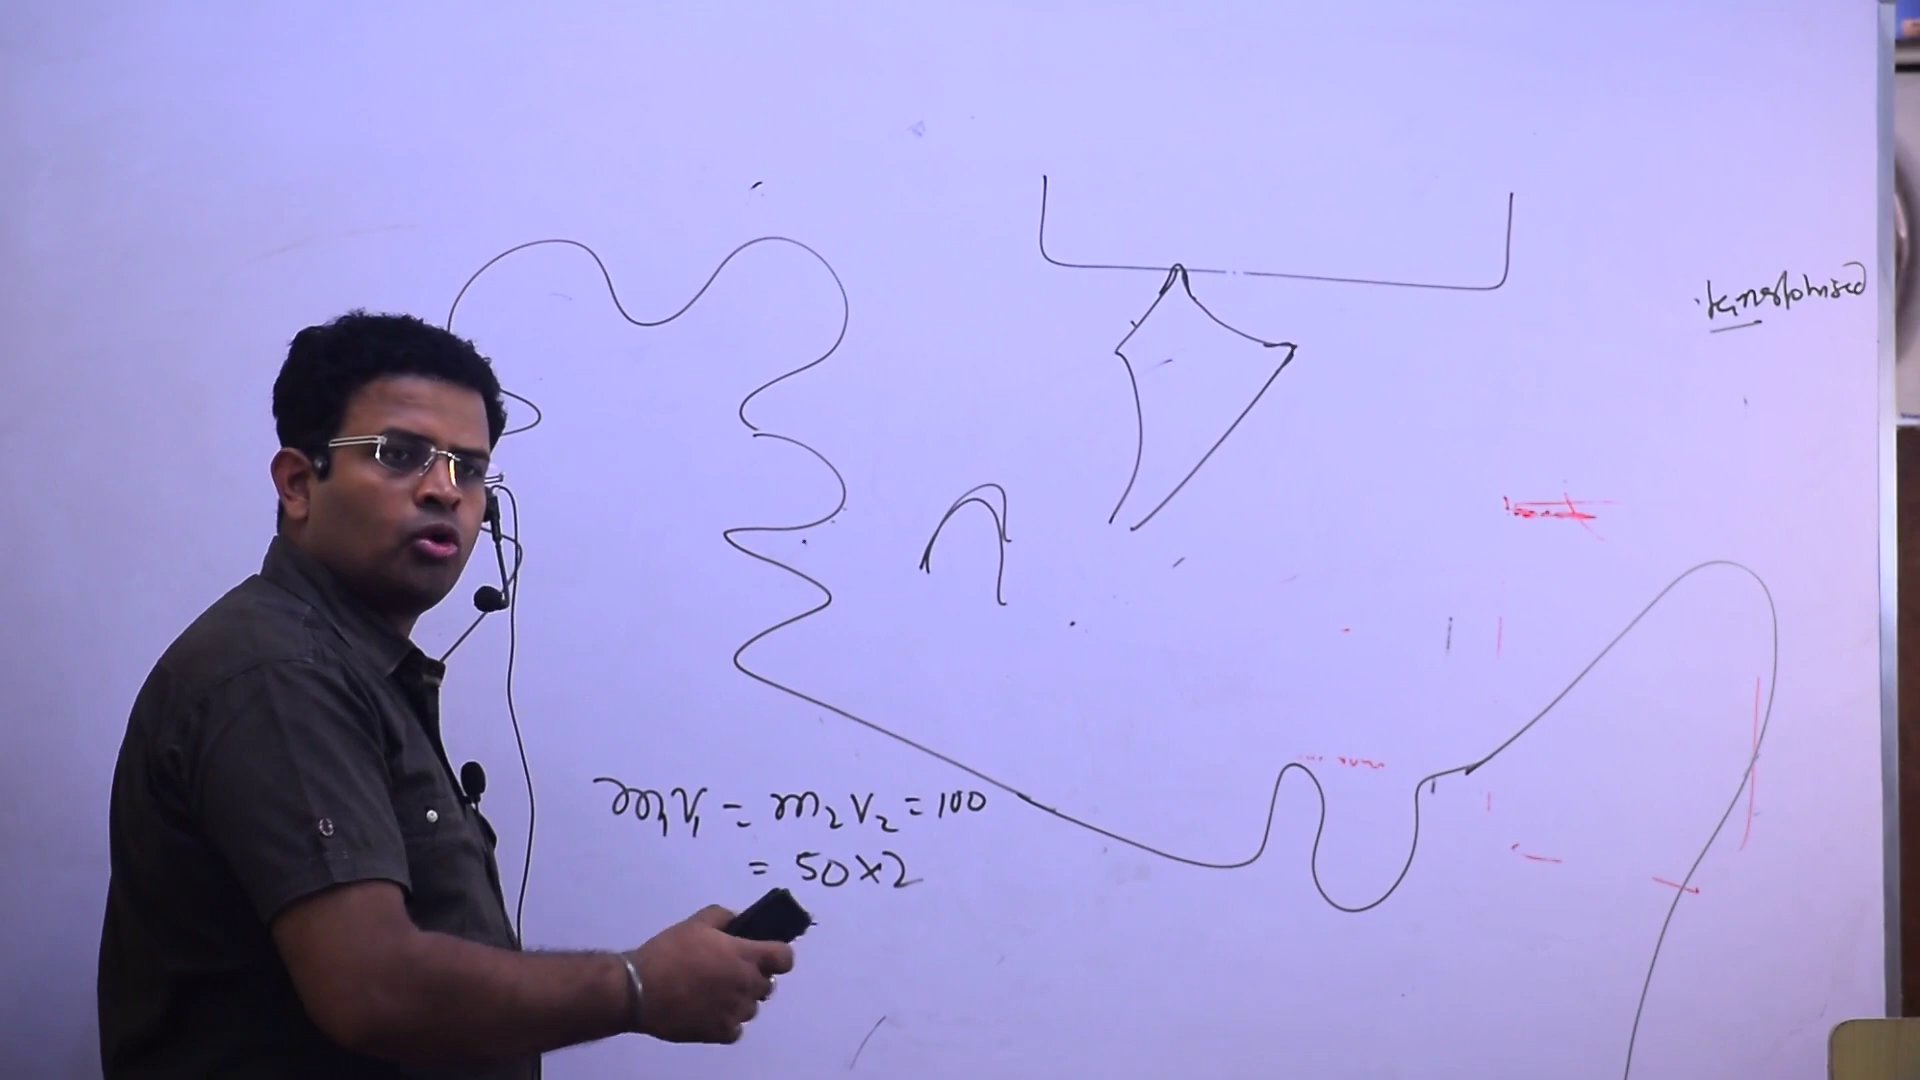 m₁v₁ = m₂v₂ = 100
= 50×2